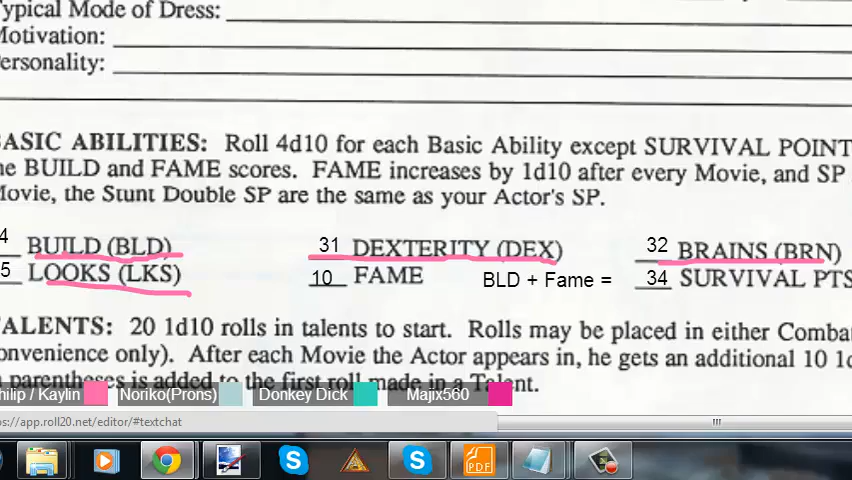 Typical Mode of Dress:
Motivation:
ersonality:
BASIC ABILITIES: Roll 4d10 for each Basic Ability except SURVIVAL POINT
he BUILD and FAME scores. FAME increases by 1d10 after every Movie, and SP
Movie, the Stunt Double SP are the same as your Actor's SP.
4 BUILD (BLD) 31 DEXTERITY (DEX) 32 BRAINS (BRN)
5 LOOKS (LKS) 10 FAME BLD + Fame = 34 SURVIVAL PTS
TALENTS: 20 1d10 rolls in talents to start. Rolls may be placed in either Comba
onvenience only). After each Movie the Actor appears in, he gets an additional 10 1
n parentheses is added to the first roll made in a Talent.
hilip / Kaylin Noriko(Prons) Donkey Dick Majix560
ps://app.roll20.net/editor/#textchat
PDF